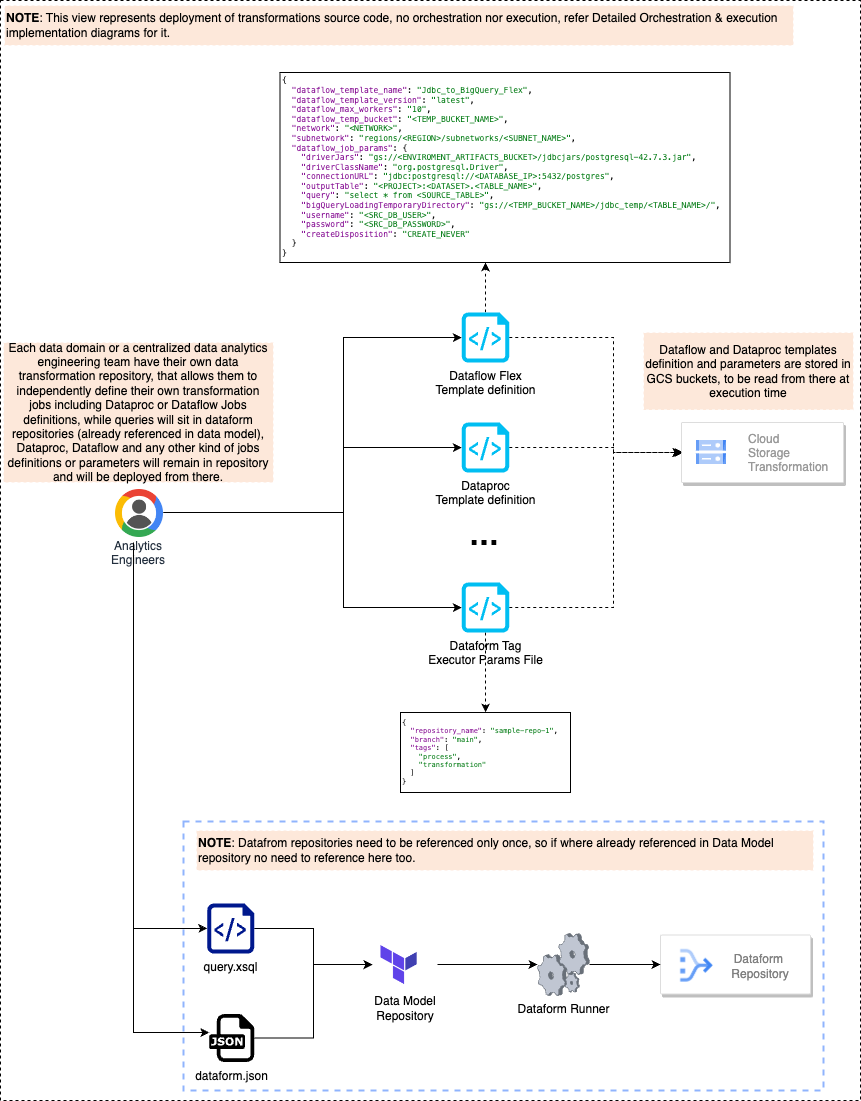 NOTE: This view represents deployment of transformations source code, no orchestration nor execution, refer Detailed Orchestration & execution
implementation diagrams for it.
{
"dataflow_template_name": "Jdbc_to_BigQuery_Flex",
"dataflow_template_version": "latest",
"dataflow_max_workers": "10",
"dataflow_temp_bucket": "<TEMP_BUCKET_NAME>",
"network": "<NETWORK>",
"subnetwork": "regions/<REGION>/subnetworks/<SUBNET_NAME>",
"dataflow_job_params": {
"driverJars": "gs://<ENVIROMENT_ARTIFACTS_BUCKET>/jdbcjars/postgresql-42.7.3.jar",
"driverClassName": "org.postgresql.Driver",
"connectionURL": "jdbc:postgresql://<DATABASE_IP>:5432/postgres",
"outputTable": "<PROJECT>:<DATASET>.<TABLE_NAME>",
"query": "select * from <SOURCE_TABLE>",
"bigQueryLoadingTemporaryDirectory": "gs://<TEMP_BUCKET_NAME>/jdbc_temp/<TABLE_NAME>/",
"username": "<SRC_DB_USER>",
"password": "<SRC_DB_PASSWORD>",
"createDisposition": "CREATE_NEVER"
}
}
Each data domain or a centralized data analytics
engineering team have their own data
transformation repository, that allows them to
independently define their own transformation
jobs including Dataproc or Dataflow Jobs
definitions, while queries will sit in dataform
repositories (already referenced in data model),
Dataproc, Dataflow and any other kind of jobs
definitions or parameters will remain in repository
and will be deployed from there.
Analytics
Engineers
Dataflow Flex
Template definition
Dataproc
Template definition
...
Dataform Tag
Executor Params File
Dataflow and Dataproc templates
definition and parameters are stored in
GCS buckets, to be read from there at
execution time
Cloud
Storage
Transformation
{
"repository_name": "sample-repo-1",
"branch": "main",
"tags": [
"process",
"transformation"
]
}
NOTE: Datafrom repositories need to be referenced only once, so if where already referenced in Data Model
repository no need to reference here too.
query.xsql
JSON
dataform.json
Data Model
Repository
Dataform Runner
Dataform
Repository